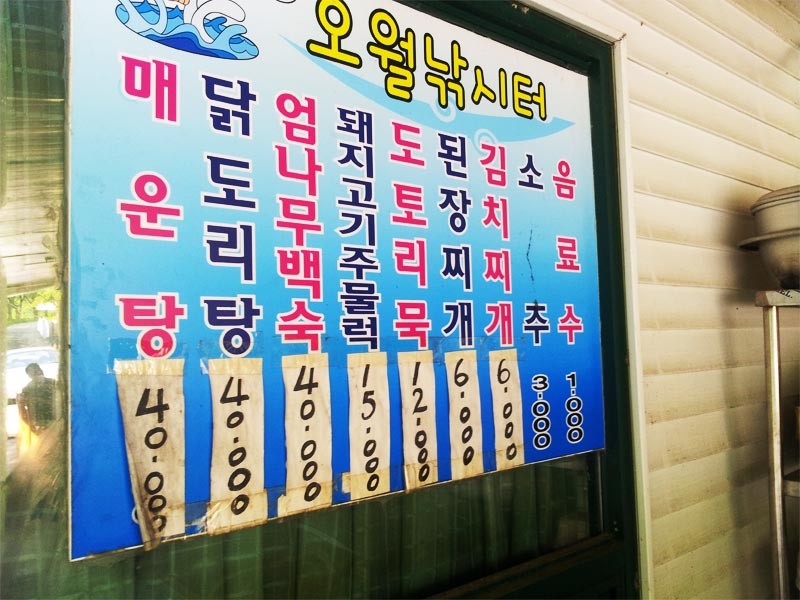 오월낚시터
매운탕 40.000
닭도리탕 40.000
엄나무백숙 40.000
돼지고기주물럭 15.000
도토리묵 12.000
된장찌개 6.000
김치찌개 6.000
소주 3.000
음료수 1.000